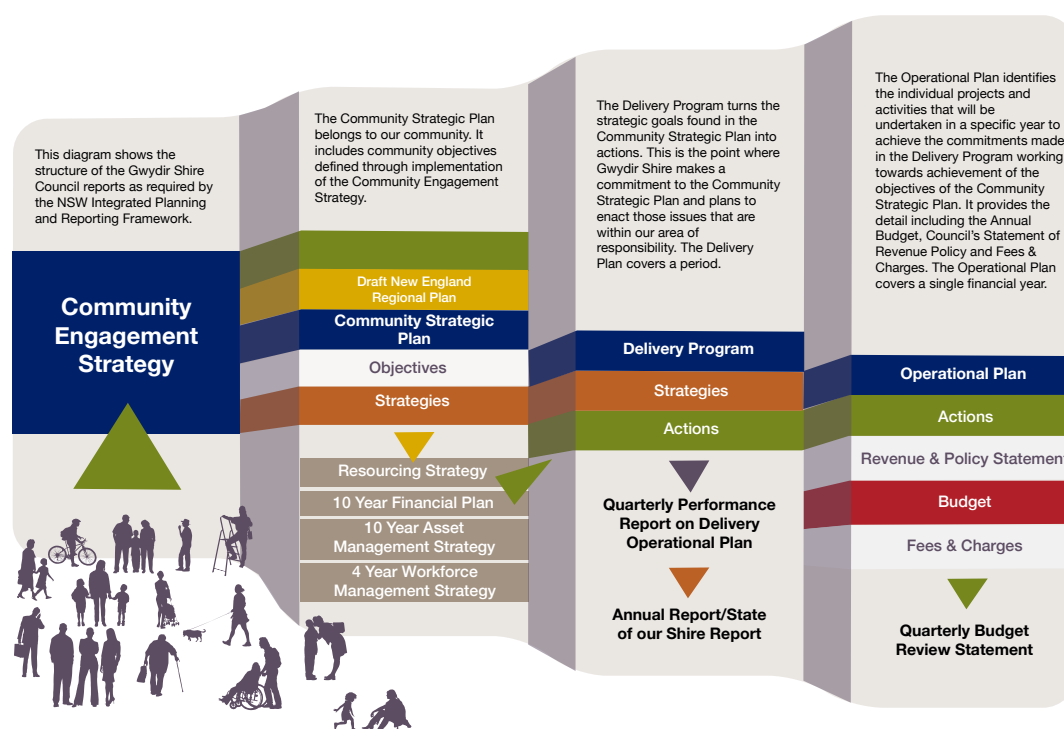 This diagram shows the
structure of the Gwydir Shire
Council reports as required by
the NSW Integrated Planning
and Reporting Framework.
Community
Engagement
Strategy
The Community Strategic Plan
belongs to our community. It
includes community objectives
defined through implementation
of the Community Engagement
Strategy.
Draft New England
Regional Plan
Community Strategic
Plan
Objectives
Strategies
Resourcing Strategy
10 Year Financial Plan
10 Year Asset
Management Strategy
4 Year Workforce
Management Strategy
The Delivery Program turns the
strategic goals found in the
Community Strategic Plan into
actions. This is the point where
Gwydir Shire makes a
commitment to the Community
Strategic Plan and plans to
enact those issues that are
within our area of
responsibility. The Delivery
Plan covers a period.
Delivery Program
Strategies
Actions
Quarterly Performance
Report on Delivery
Operational Plan
Annual Report/State
of our Shire Report
The Operational Plan identifies
the individual projects and
activities that will be
undertaken in a specific year to
achieve the commitments made
in the Delivery Program working
towards achievement of the
objectives of the Community
Strategic Plan. It provides the
detail including the Annual
Budget, Council's Statement of
Revenue Policy and Fees &
Charges. The Operational Plan
covers a single financial year.
Operational Plan
Actions
Revenue & Policy Statement
Budget
Fees & Charges
Quarterly Budget
Review Statement